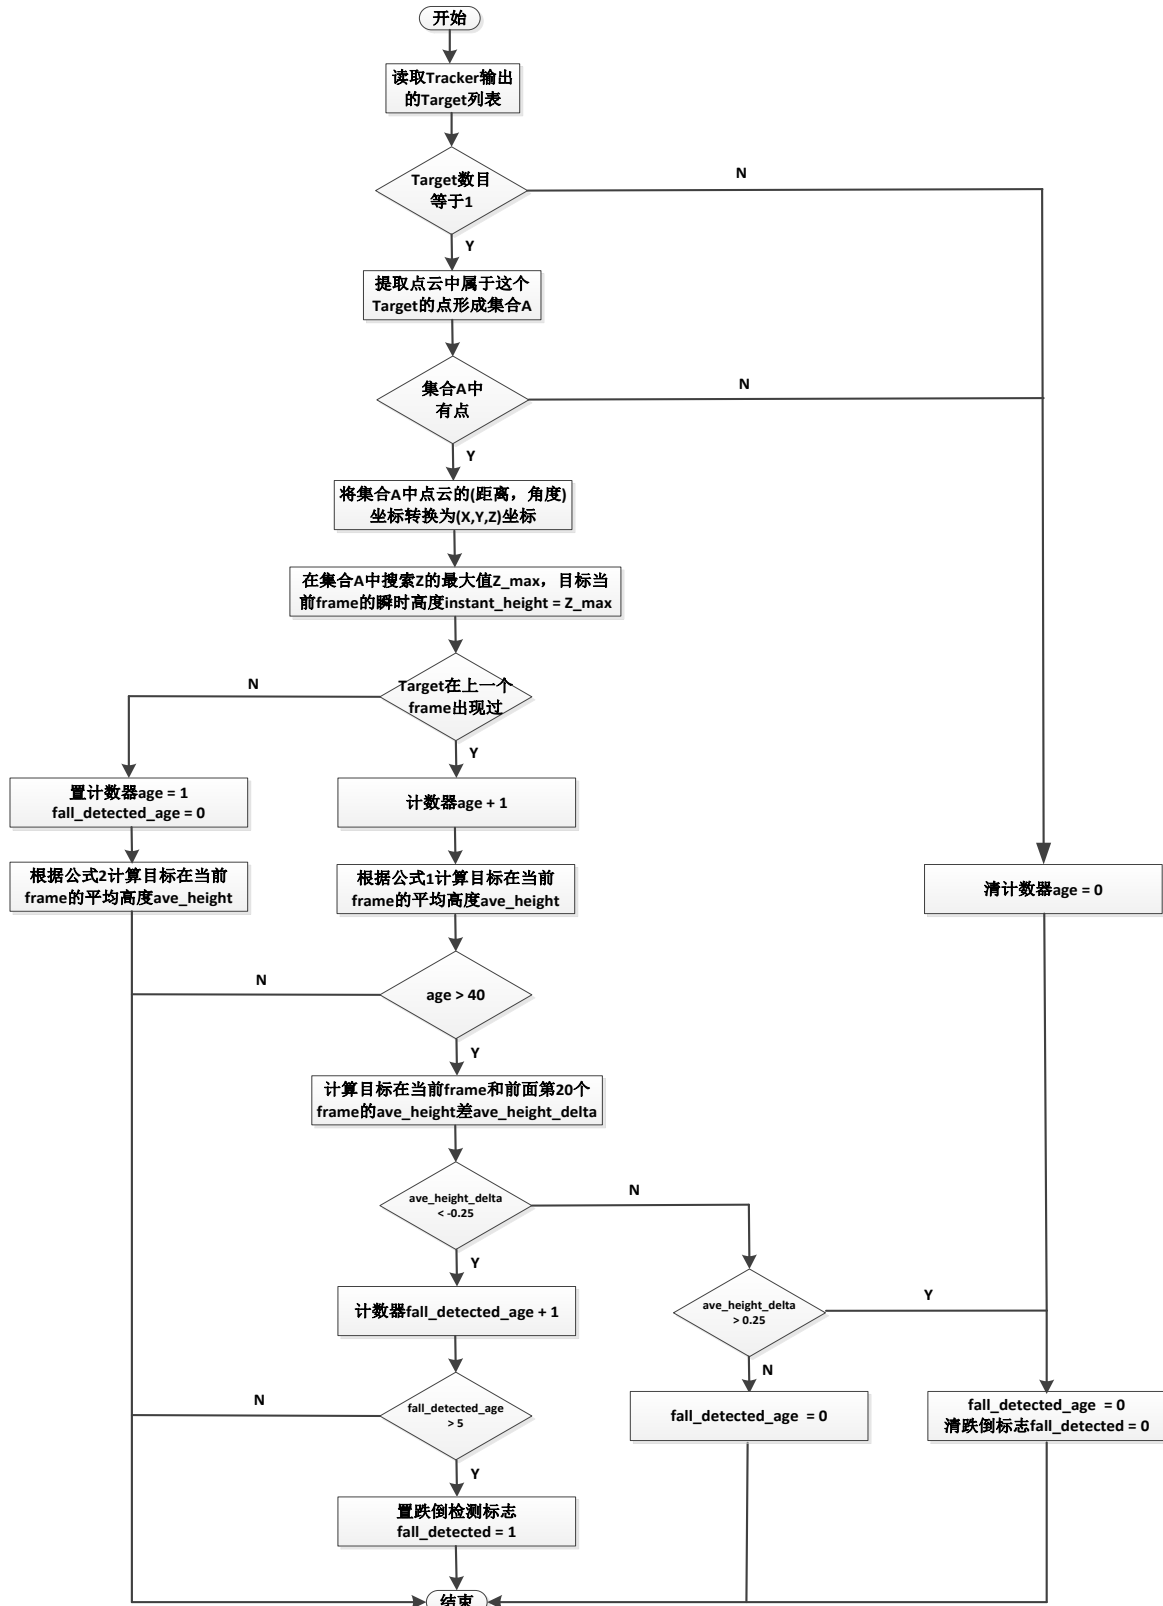 开始
读取Tracker输出
的Target列表
Target数目
等于1
N
Y
提取点云中属于这个
Target的点形成集合A
集合A中
有点
N
Y
将集合A中点云的(距离，角度)
坐标转换为(X,Y,Z)坐标
在集合A中搜索Z的最大值Z_max，目标当
前frame的瞬时高度instant_height = Z_max
Target在上一个
frame出现过
N
Y
置计数器age = 1
fall_detected_age = 0
计数器age + 1
根据公式2计算目标在当前
frame的平均高度ave_height
根据公式1计算目标在当前
frame的平均高度ave_height
清计数器age = 0
age > 40
N
Y
计算目标在当前frame和前面第20个
frame的ave_height差ave_height_delta
ave_height_delta
< -0.25
N
Y
计数器fall_detected_age + 1
ave_height_delta
> 0.25
Y
N
fall_detected_age
> 5
N
Y
fall_detected_age = 0
fall_detected_age = 0
清跌倒标志fall_detected = 0
置跌倒检测标志
fall_detected = 1
结束